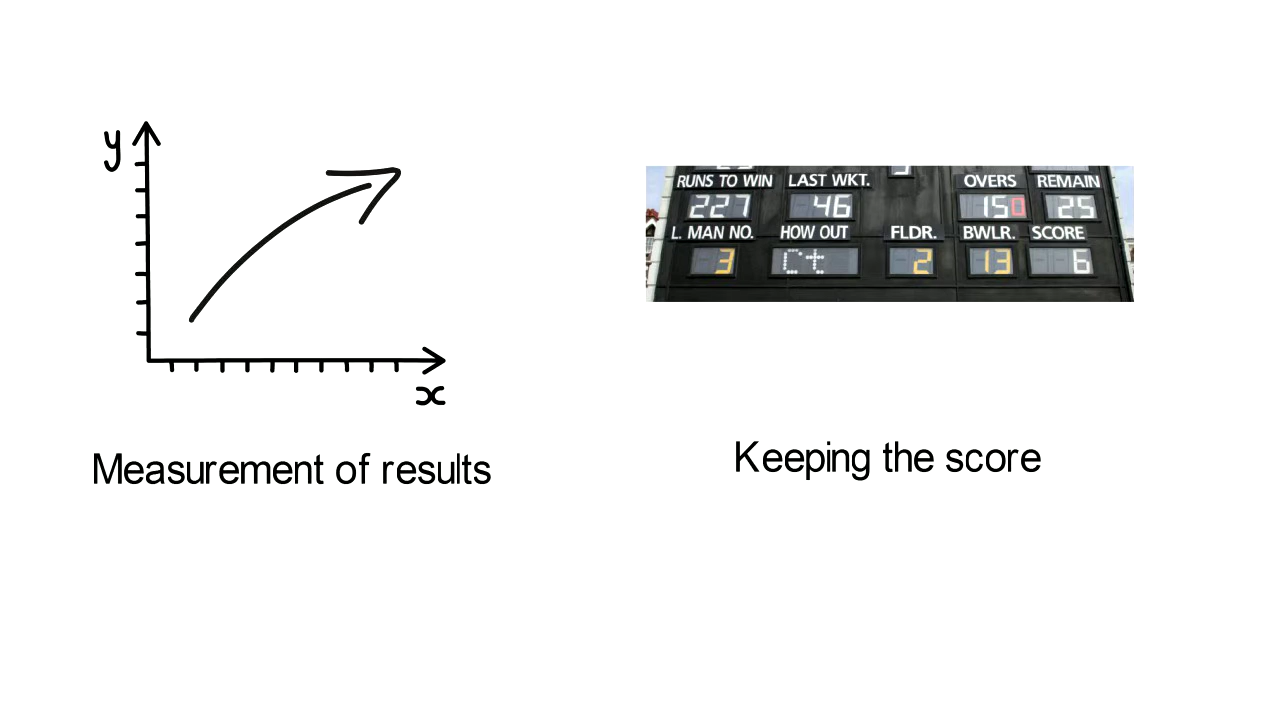 y
x
Measurement of results
RUNS TO WIN LAST WKT. OVERS REMAIN
227 46 150 25
L. MAN NO. HOW OUT FLDR. BWLR. SCORE
3 Ct 2 13 6
Keeping the score